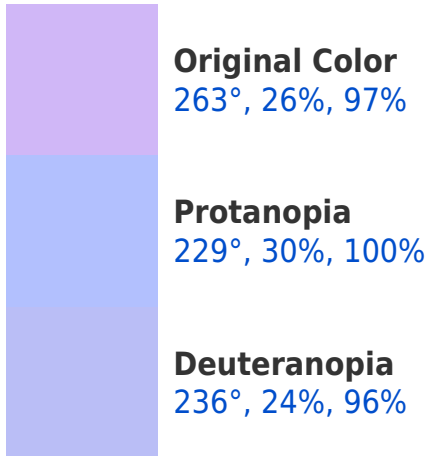 Original Color
263°, 26%, 97%
Protanopia
229°, 30%, 100%
Deuteranopia
236°, 24%, 96%